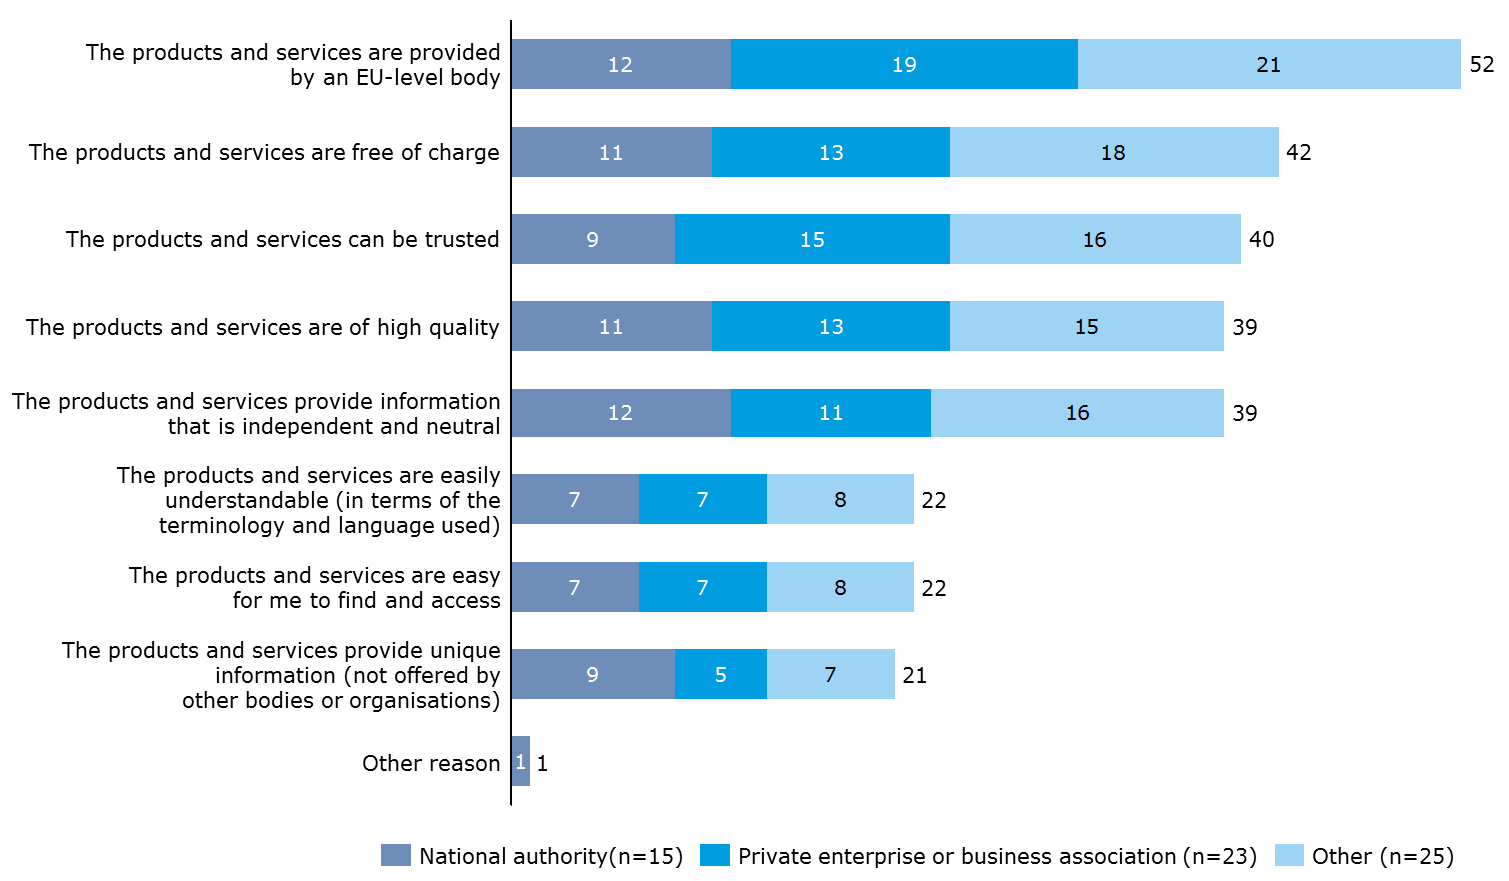 The products and services are provided
by an EU-level body
12 19 21 52
The products and services are free of charge
11 13 18 42
The products and services can be trusted
9 15 16 40
The products and services are of high quality
11 13 15 39
The products and services provide information
that is independent and neutral
12 11 16 39
The products and services are easily
understandable (in terms of the
terminology and language used)
7 7 8 22
The products and services are easy
for me to find and access
7 7 8 22
The products and services provide unique
information (not offered by
other bodies or organisations)
9 5 7 21
Other reason
1 1
National authority(n=15) Private enterprise or business association (n=23) Other (n=25)